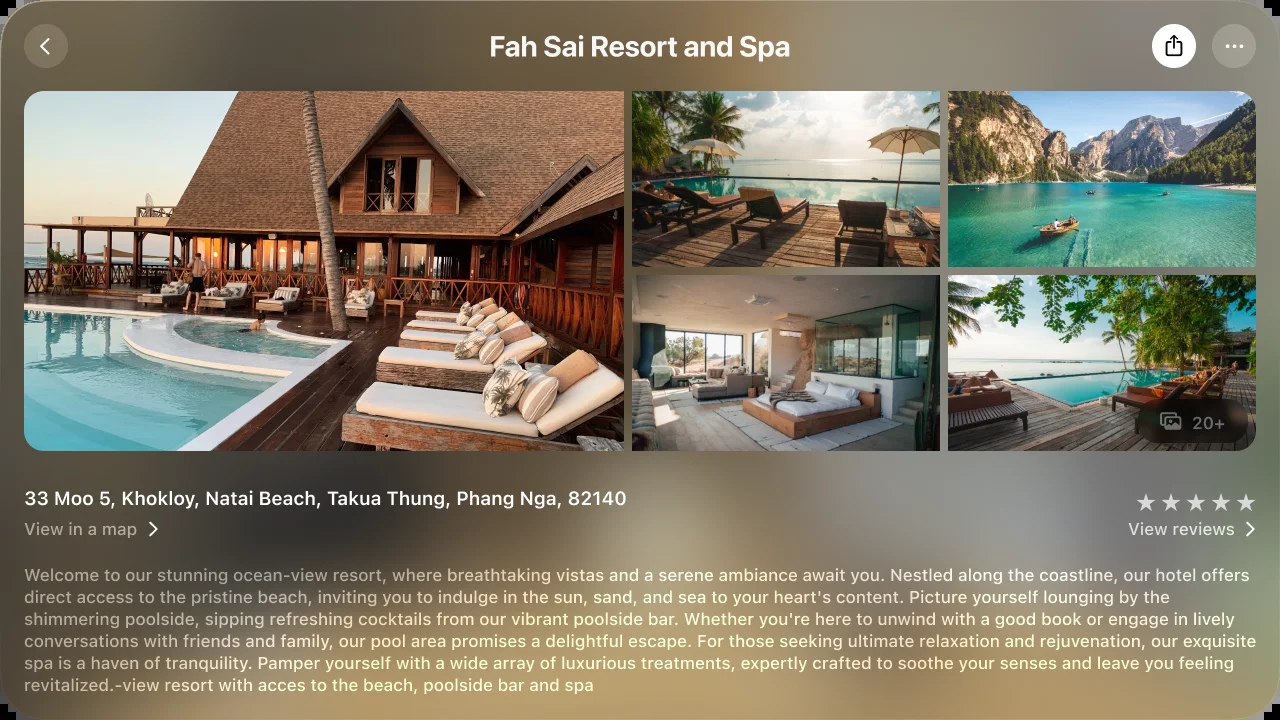 Fah Sai Resort and Spa
20+
33 Moo 5, Khokloy, Natai Beach, Takua Thung, Phang Nga, 82140
View in a map
View reviews
Welcome to our stunning ocean-view resort, where breathtaking vistas and a serene ambiance await you. Nestled along the coastline, our hotel offers
direct access to the pristine beach, inviting you to indulge in the sun, sand, and sea to your heart's content. Picture yourself lounging by the
shimmering poolside, sipping refreshing cocktails from our vibrant poolside bar. Whether you're here to unwind with a good book or engage in lively
conversations with friends and family, our pool area promises a delightful escape. For those seeking ultimate relaxation and rejuvenation, our exquisite
spa is a haven of tranquility. Pamper yourself with a wide array of luxurious treatments, expertly crafted to soothe your senses and leave you feeling
revitalized.-view resort with acces to the beach, poolside bar and spa